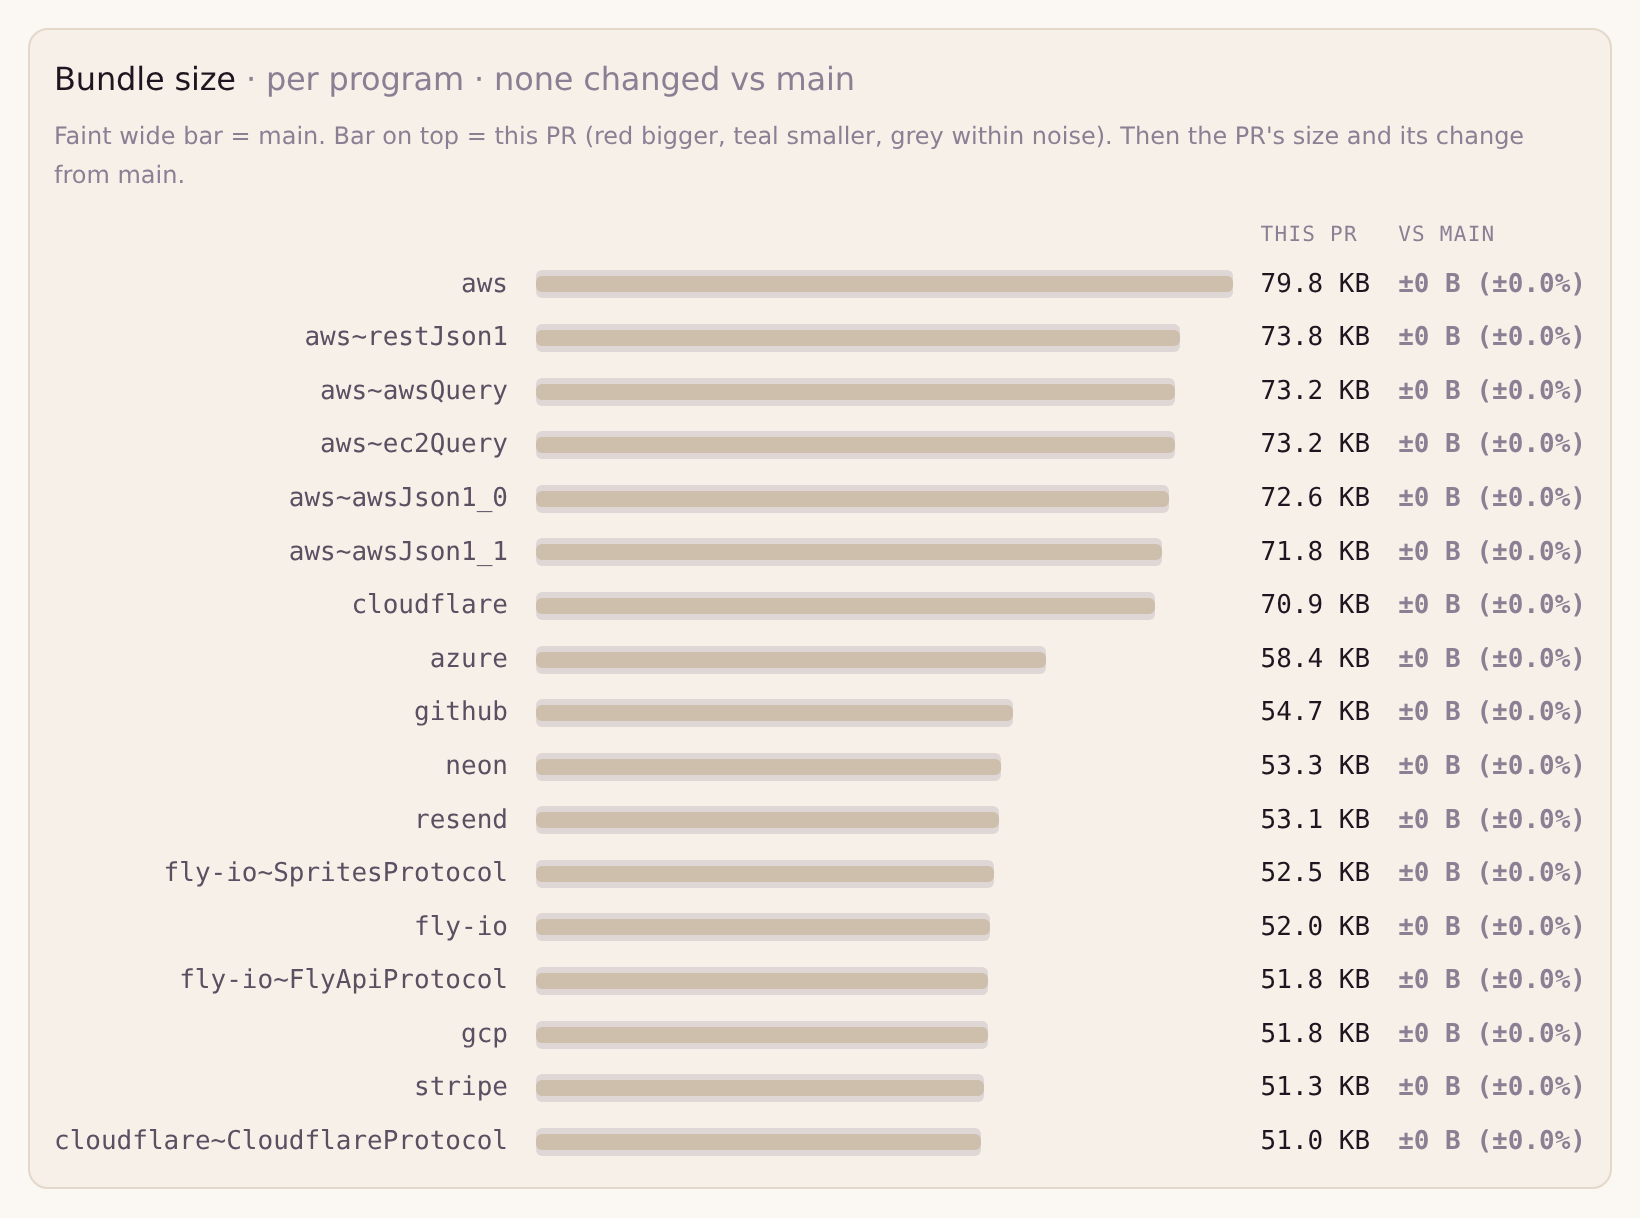 Bundle size · per program · none changed vs main
Faint wide bar = main. Bar on top = this PR (red bigger, teal smaller, grey within noise). Then the PR's size and its change
from main.
THIS PR VS MAIN
aws 79.8 KB ±0 B (±0.0%)
aws~restJson1 73.8 KB ±0 B (±0.0%)
aws~awsQuery 73.2 KB ±0 B (±0.0%)
aws~ec2Query 73.2 KB ±0 B (±0.0%)
aws~awsJson1_0 72.6 KB ±0 B (±0.0%)
aws~awsJson1_1 71.8 KB ±0 B (±0.0%)
cloudflare 70.9 KB ±0 B (±0.0%)
azure 58.4 KB ±0 B (±0.0%)
github 54.7 KB ±0 B (±0.0%)
neon 53.3 KB ±0 B (±0.0%)
resend 53.1 KB ±0 B (±0.0%)
fly-io~SpritesProtocol 52.5 KB ±0 B (±0.0%)
fly-io 52.0 KB ±0 B (±0.0%)
fly-io~FlyApiProtocol 51.8 KB ±0 B (±0.0%)
gcp 51.8 KB ±0 B (±0.0%)
stripe 51.3 KB ±0 B (±0.0%)
cloudflare~CloudflareProtocol 51.0 KB ±0 B (±0.0%)